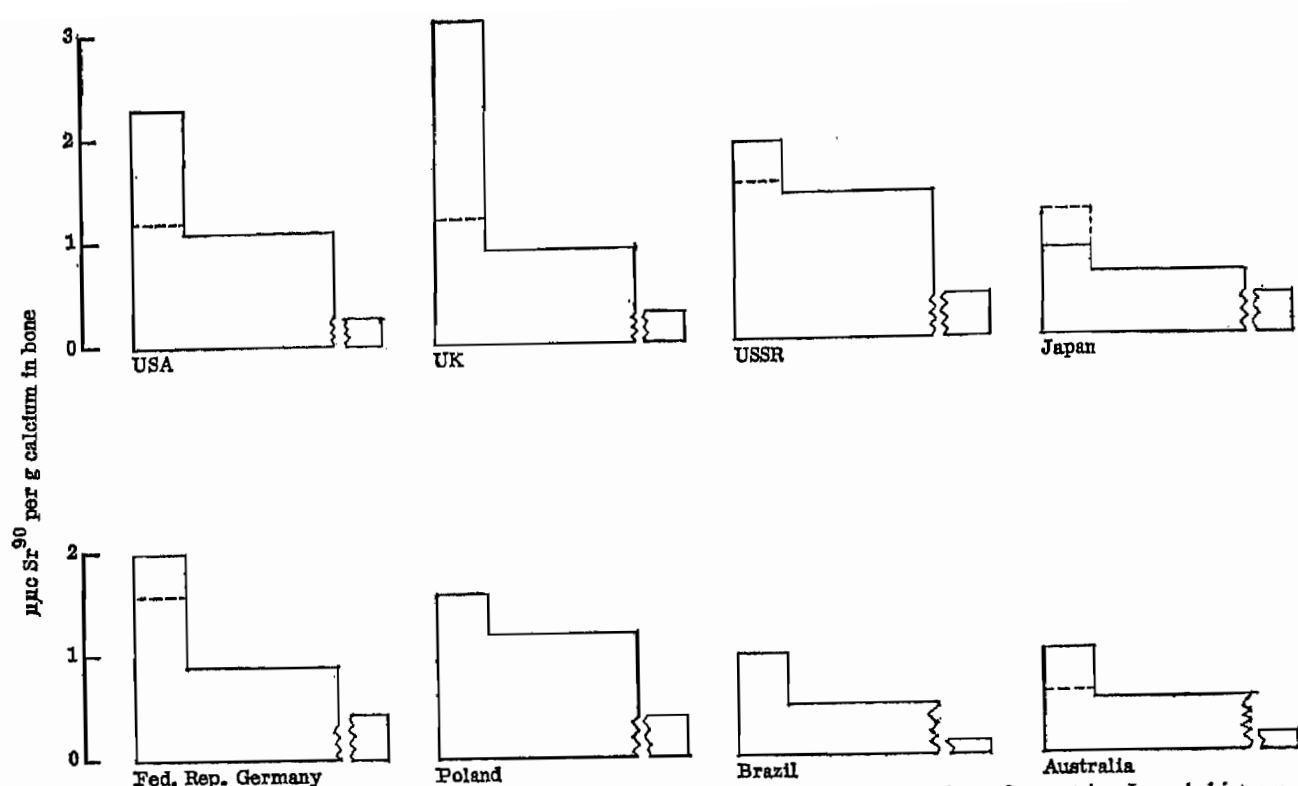 3
2
1
0
USA
UK
USSR
Japan
μμc Sr⁹⁰ per g calcium in bone
2
1
0
Fed. Rep. Germany
Poland
Brazil
Australia